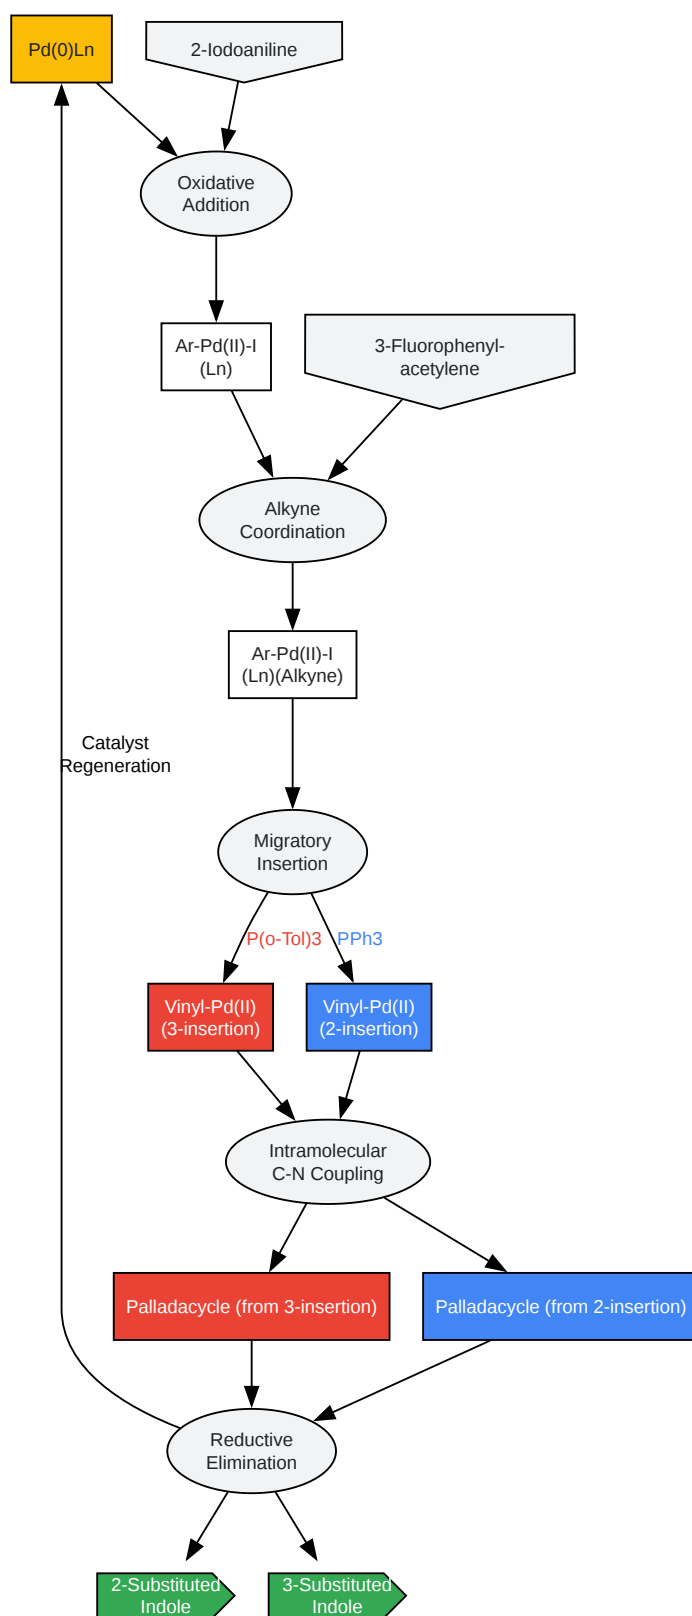 Pd(0)Ln
2-Iodoaniline
Oxidative
Addition
Ar-Pd(II)-I
(Ln)
3-Fluorophenyl-
acetylene
Alkyne
Coordination
Ar-Pd(II)-I
(Ln)(Alkyne)
Catalyst
Regeneration
Migratory
Insertion
P(o-Tol)3
PPh3
Vinyl-Pd(II)
(3-insertion)
Vinyl-Pd(II)
(2-insertion)
Intramolecular
C-N Coupling
Palladacycle (from 3-insertion)
Palladacycle (from 2-insertion)
Reductive
Elimination
2-Substituted
Indole
3-Substituted
Indole